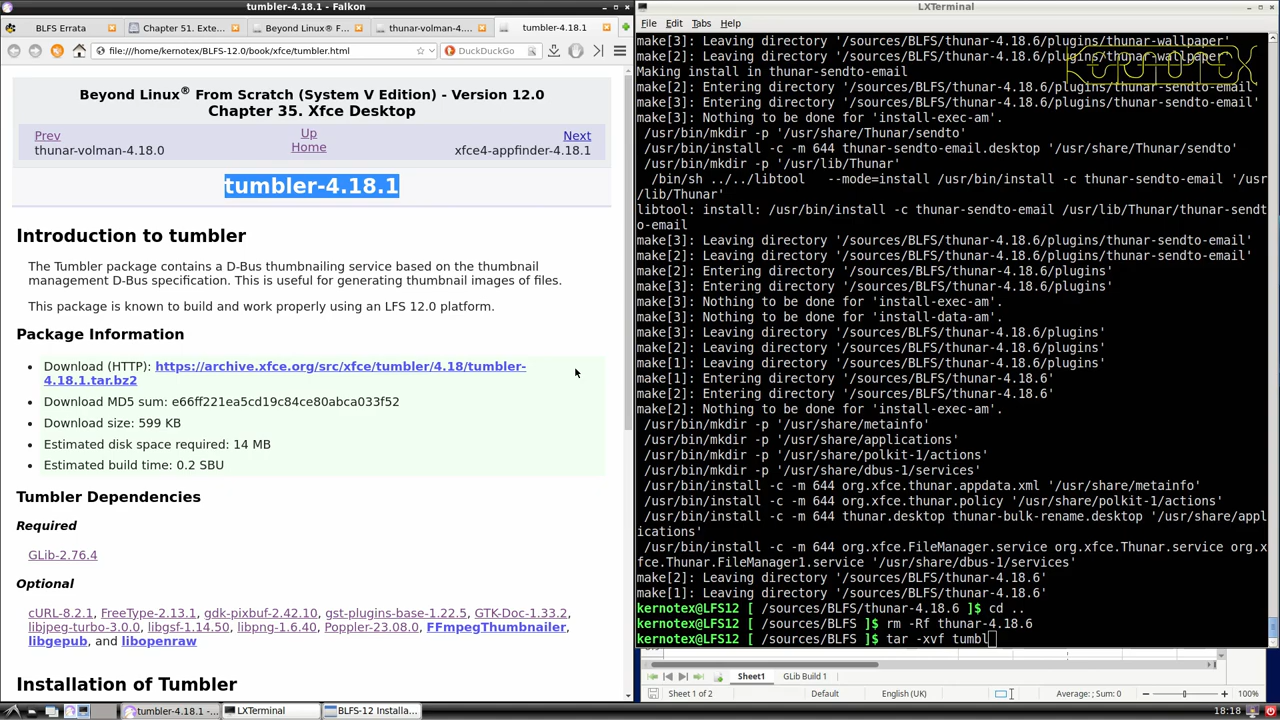 tumbler-4.18.1 - Falkon
BLFS Errata
Chapter 51. Exte...
Beyond Linux® F...
thunar-volman-4....
tumbler-4.18.1
file:///home/kernotex/BLFS-12.0/book/xfce/tumbler.html
DuckDuckGo
Beyond Linux® From Scratch (System V Edition) - Version 12.0
Chapter 35. Xfce Desktop
Prev
Up
Next
thunar-volman-4.18.0
Home
xfce4-appfinder-4.18.1
tumbler-4.18.1
Introduction to tumbler
The Tumbler package contains a D-Bus thumbnailing service based on the thumbnail
management D-Bus specification. This is useful for generating thumbnail images of files.
This package is known to build and work properly using an LFS 12.0 platform.
Package Information
• Download (HTTP): https://archive.xfce.org/src/xfce/tumbler/4.18/tumbler-
4.18.1.tar.bz2
• Download MD5 sum: e66ff221ea5cd19c84ce80abca033f52
• Download size: 599 KB
• Estimated disk space required: 14 MB
• Estimated build time: 0.2 SBU
Tumbler Dependencies
Required
GLib-2.76.4
Optional
cURL-8.2.1, FreeType-2.13.1, gdk-pixbuf-2.42.10, gst-plugins-base-1.22.5, GTK-Doc-1.33.2,
libjpeg-turbo-3.0.0, libgsf-1.14.50, libpng-1.6.40, Poppler-23.08.0, FFmpegThumbnailer,
libgepub, and libopenraw
Installation of Tumbler
LXTerminal
File Edit Tabs Help
make[3]: Leaving directory '/sources/BLFS/thunar-4.18.6/plugins/thunar-wallpaper'
make[2]: Leaving directory '/sources/BLFS/thunar-4.18.6/plugins/thunar-wallpaper'
Making install in thunar-sendto-email
make[2]: Entering directory '/sources/BLFS/thunar-4.18.6/plugins/thunar-sendto-email'
make[3]: Entering directory '/sources/BLFS/thunar-4.18.6/plugins/thunar-sendto-email'
make[3]: Nothing to be done for 'install-exec-am'.
/usr/bin/mkdir -p '/usr/share/Thunar/sendto'
/usr/bin/install -c -m 644 thunar-sendto-email.desktop '/usr/share/Thunar/sendto'
/usr/bin/mkdir -p '/usr/lib/Thunar'
/bin/sh ../../libtool   --mode=install /usr/bin/install -c thunar-sendto-email '/usr
/lib/Thunar'
libtool: install: /usr/bin/install -c thunar-sendto-email /usr/lib/Thunar/thunar-sendt
o-email
make[3]: Leaving directory '/sources/BLFS/thunar-4.18.6/plugins/thunar-sendto-email'
make[2]: Leaving directory '/sources/BLFS/thunar-4.18.6/plugins/thunar-sendto-email'
make[2]: Entering directory '/sources/BLFS/thunar-4.18.6/plugins'
make[3]: Entering directory '/sources/BLFS/thunar-4.18.6/plugins'
make[3]: Nothing to be done for 'install-exec-am'.
make[3]: Nothing to be done for 'install-data-am'.
make[3]: Leaving directory '/sources/BLFS/thunar-4.18.6/plugins'
make[2]: Leaving directory '/sources/BLFS/thunar-4.18.6/plugins'
make[1]: Leaving directory '/sources/BLFS/thunar-4.18.6/plugins'
make[1]: Entering directory '/sources/BLFS/thunar-4.18.6'
make[2]: Entering directory '/sources/BLFS/thunar-4.18.6'
make[2]: Nothing to be done for 'install-exec-am'.
/usr/bin/mkdir -p '/usr/share/metainfo'
/usr/bin/mkdir -p '/usr/share/applications'
/usr/bin/mkdir -p '/usr/share/polkit-1/actions'
/usr/bin/mkdir -p '/usr/share/dbus-1/services'
/usr/bin/install -c -m 644 org.xfce.thunar.appdata.xml '/usr/share/metainfo'
/usr/bin/install -c -m 644 org.xfce.thunar.policy '/usr/share/polkit-1/actions'
/usr/bin/install -c -m 644 thunar.desktop thunar-bulk-rename.desktop '/usr/share/appl
ications'
/usr/bin/install -c -m 644 org.xfce.FileManager.service org.xfce.Thunar.service org.x
fce.Thunar.FileManager1.service '/usr/share/dbus-1/services'
make[2]: Leaving directory '/sources/BLFS/thunar-4.18.6'
make[1]: Leaving directory '/sources/BLFS/thunar-4.18.6'
kernotex@LFS12 [ /sources/BLFS/thunar-4.18.6 ]$ cd ..
kernotex@LFS12 [ /sources/BLFS ]$ rm -Rf thunar-4.18.6
kernotex@LFS12 [ /sources/BLFS ]$ tar -xvf tumbl
KernoteX
Sheet1
GLib Build 1
Sheet 1 of 2
Default
English (UK)
Average: ; Sum: 0
100%
tumbler-4.18.1 -...
LXTerminal
BLFS-12 Installa...
18:18